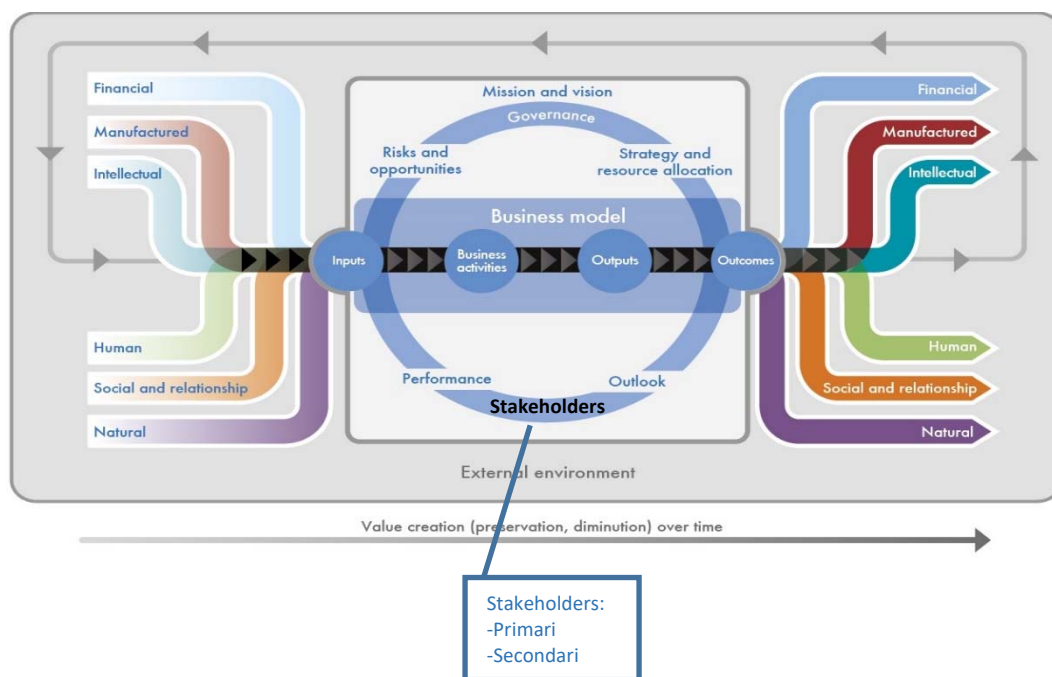 Financial
Manufactured
Intellectual
Human
Social and relationship
Natural
Mission and vision
Governance
Risks and
opportunities
Strategy and
resource allocation
Business model
Inputs
Business
activities
Outputs
Outcomes
Performance
Outlook
Stakeholders
Financial
Manufactured
Intellectual
Human
Social and relationship
Natural
External environment
Value creation (preservation, diminution) over time
Stakeholders:
-Primari
-Secondari